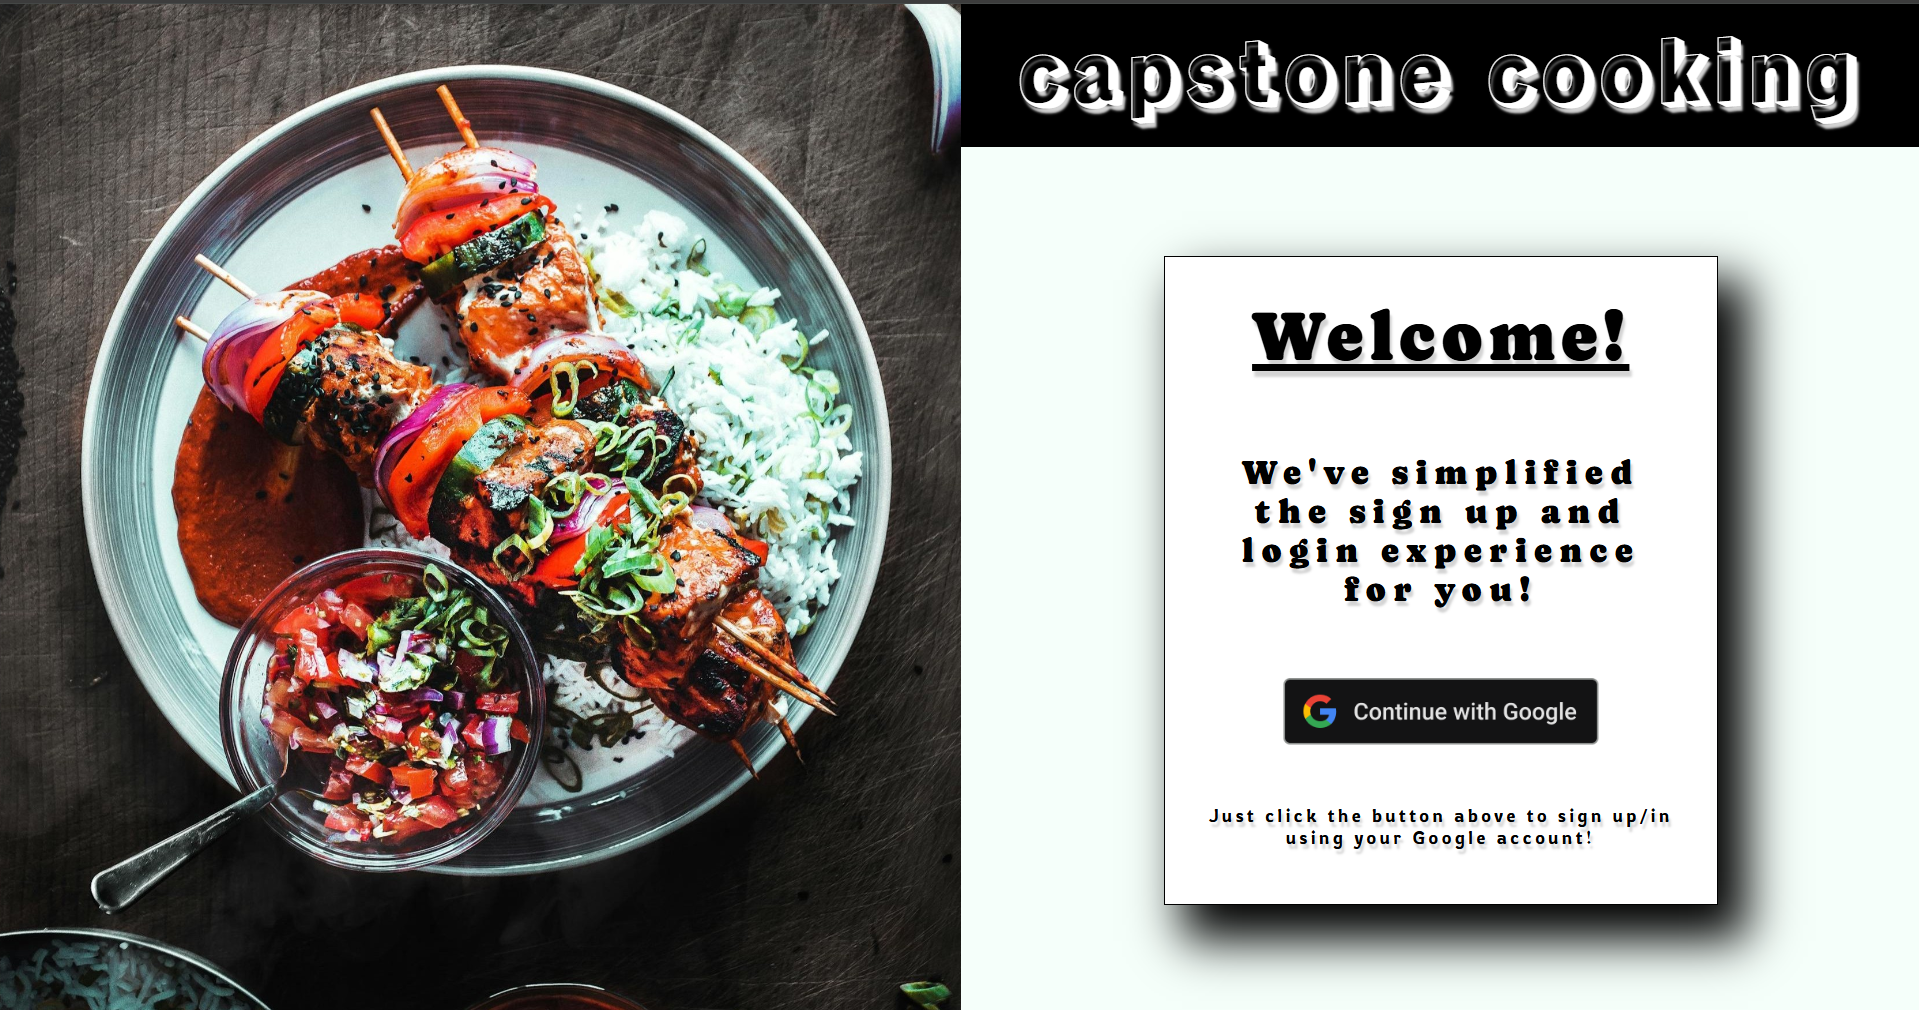 capstone cooking
Welcome!
We've simplified
the sign up and
login experience
for you!
Continue with Google
Just click the button above to sign up/in
using your Google account!